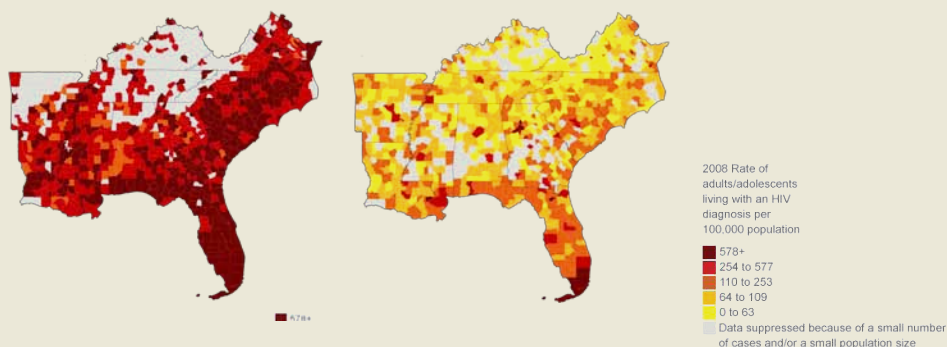 578+
2008 Rate of
adults/adolescents
living with an HIV
diagnosis per
100,000 population
578+
254 to 577
110 to 253
64 to 109
0 to 63
Data suppressed because of a small number
of cases and/or a small population size